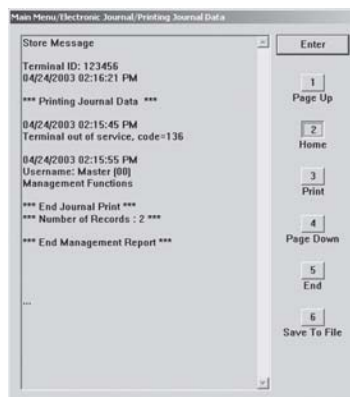 Main Menu/Electronic Journal/Printing Journal Data
Store Message
Terminal ID: 123456
04/24/2003 02:16:21 PM
*** Printing Journal Data ***
04/24/2003 02:15:45 PM
Terminal out of service, code=136
04/24/2003 02:15:55 PM
Username: Master (00)
Management Functions
*** End Journal Print ***
*** Number of Records : 2 ***
*** End Management Report ***
...
Enter
1
Page Up
2
Home
3
Print
4
Page Down
5
End
6
Save To File